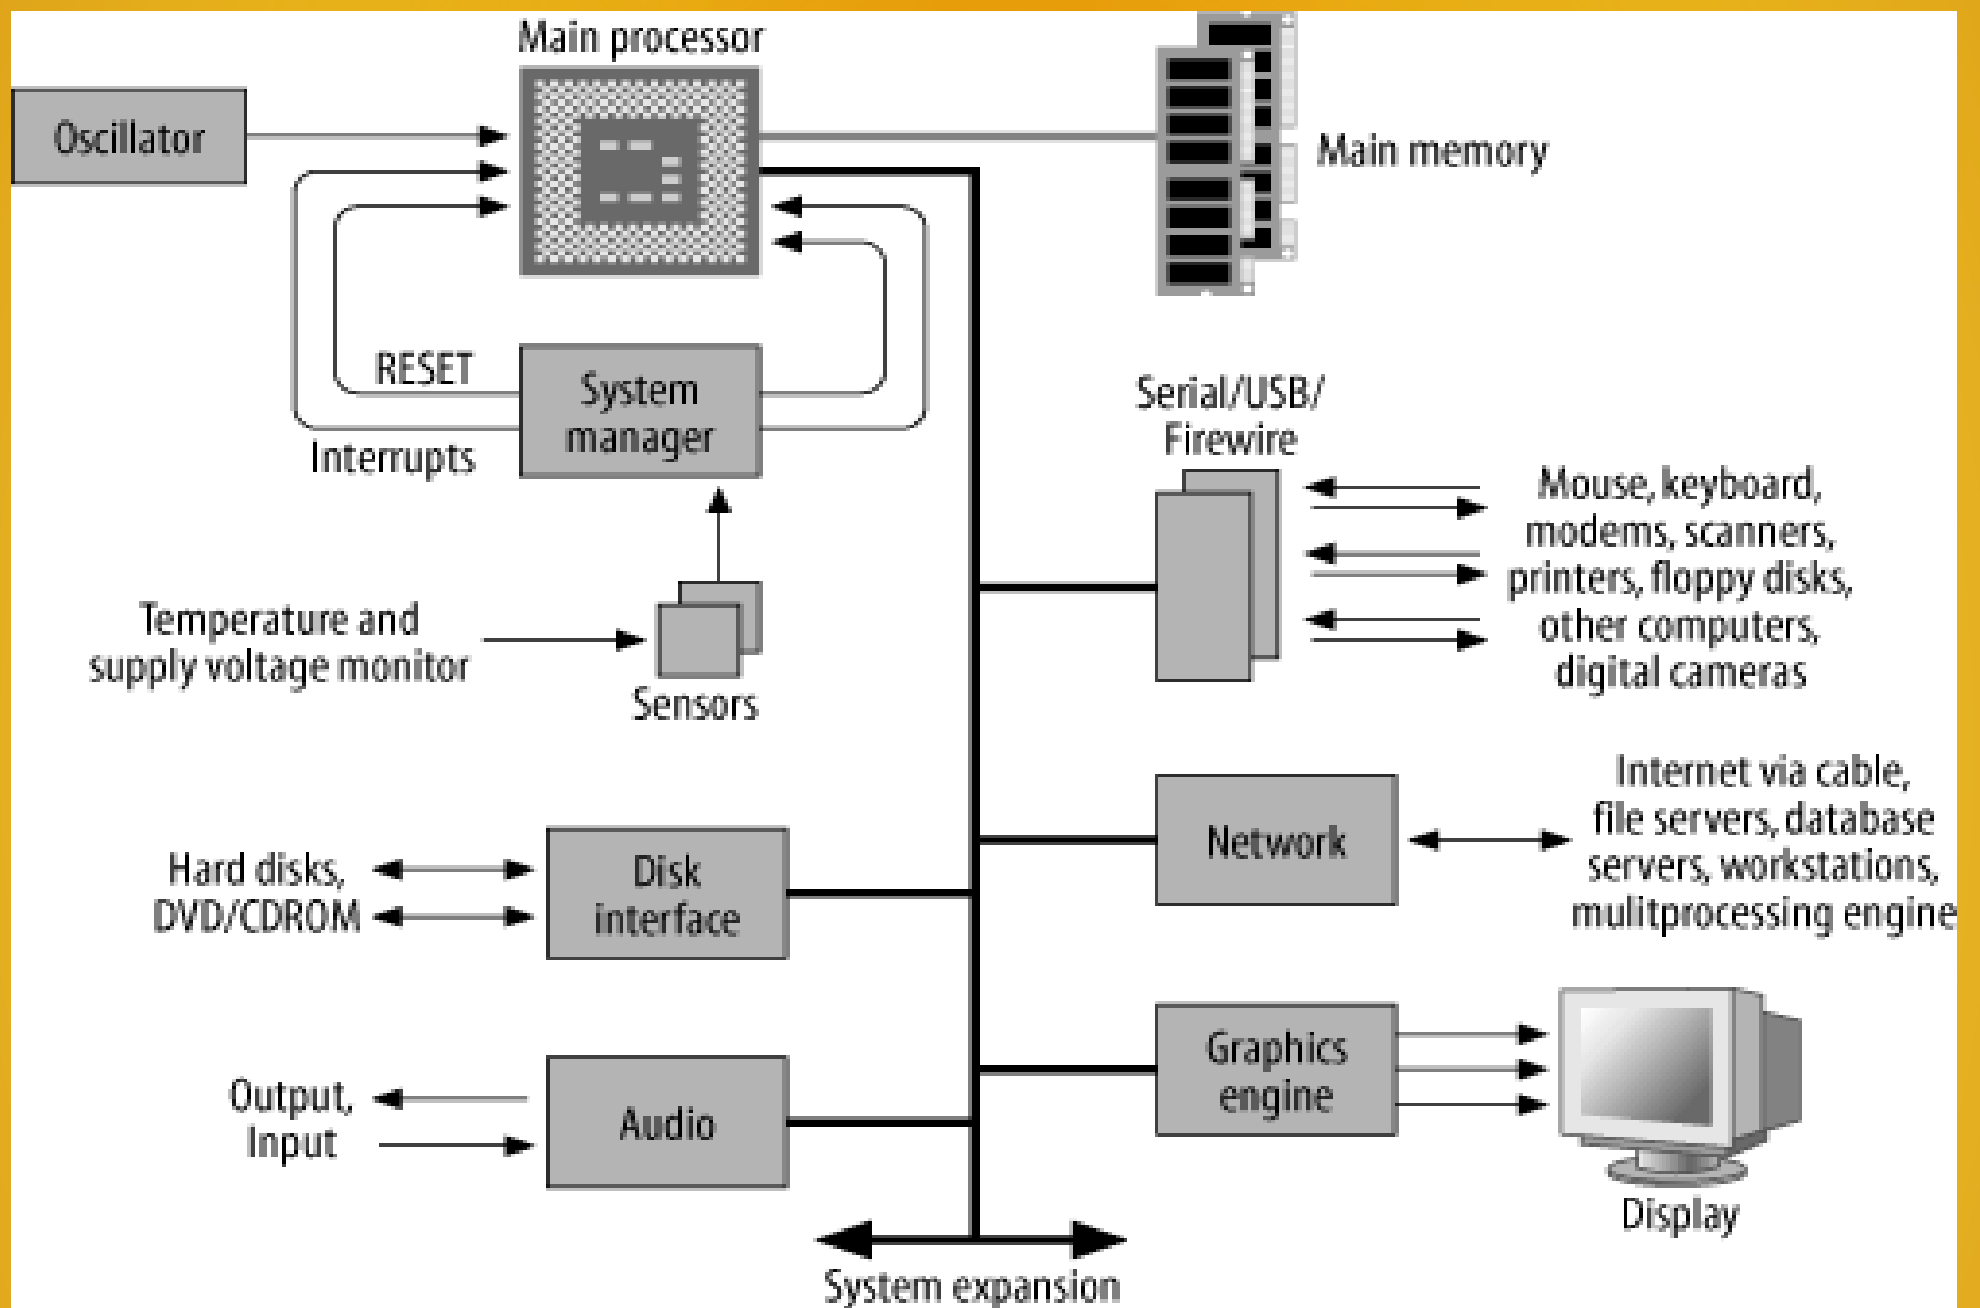 Main processor
Oscillator
Main memory
RESET
System
manager
Interrupts
Serial/USB/
Firewire
Mouse, keyboard,
modems, scanners,
printers, floppy disks,
other computers,
digital cameras
Temperature and
supply voltage monitor
Sensors
Internet via cable,
file servers, database
servers, workstations,
mulitprocessing engine
Network
Hard disks,
DVD/CDROM
Disk
interface
Graphics
engine
Output,
Input
Audio
Display
System expansion